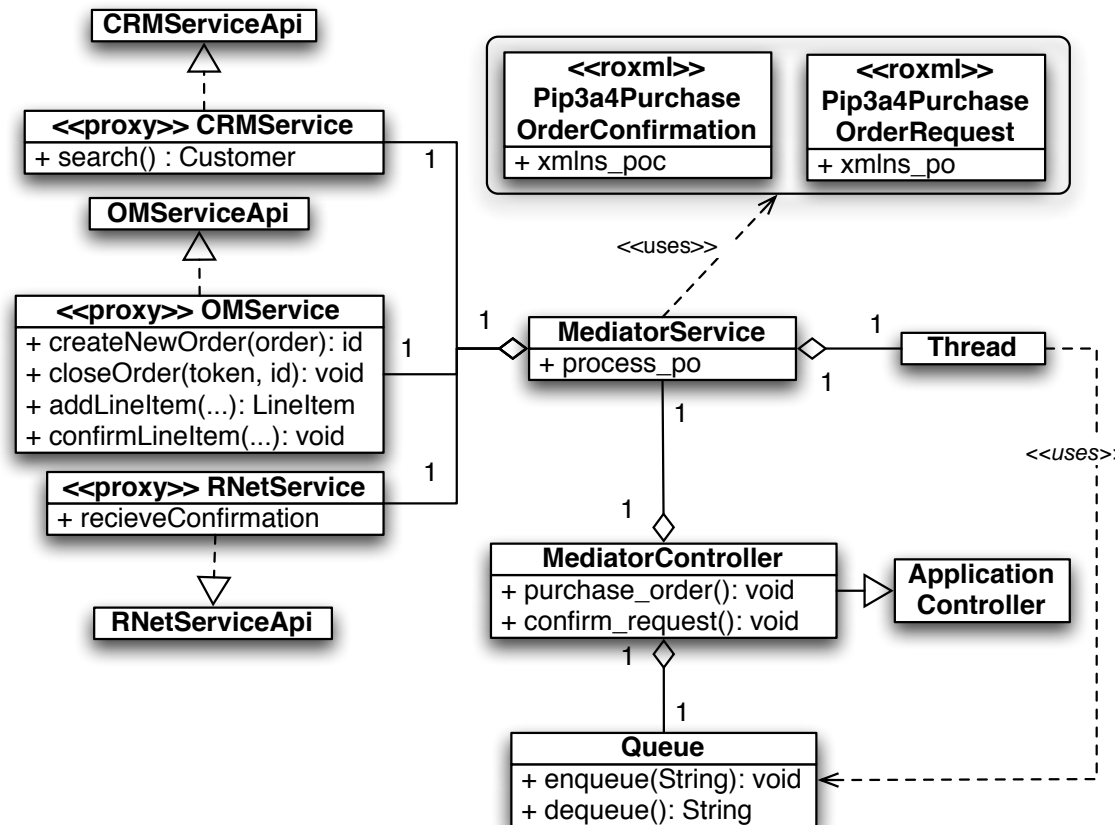 CRMServiceApi
<<proxy>> CRMService
+ search() : Customer
1
OMServiceApi
<<proxy>> OMService
+ createNewOrder(order): id
+ closeOrder(token, id): void
+ addLineItem(...): LineItem
+ confirmLineItem(...): void
1
<<proxy>> RNetService
+ recieveConfirmation
1
RNetServiceApi
<<roxml>>
Pip3a4Purchase
OrderConfirmation
+ xmlns_poc
<<roxml>>
Pip3a4Purchase
OrderRequest
+ xmlns_po
<<uses>>
1
MediatorService
+ process_po
1
1
Thread
<<uses>>
1
1
MediatorController
+ purchase_order(): void
+ confirm_request(): void
Application
Controller
1
1
Queue
+ enqueue(String): void
+ dequeue(): String